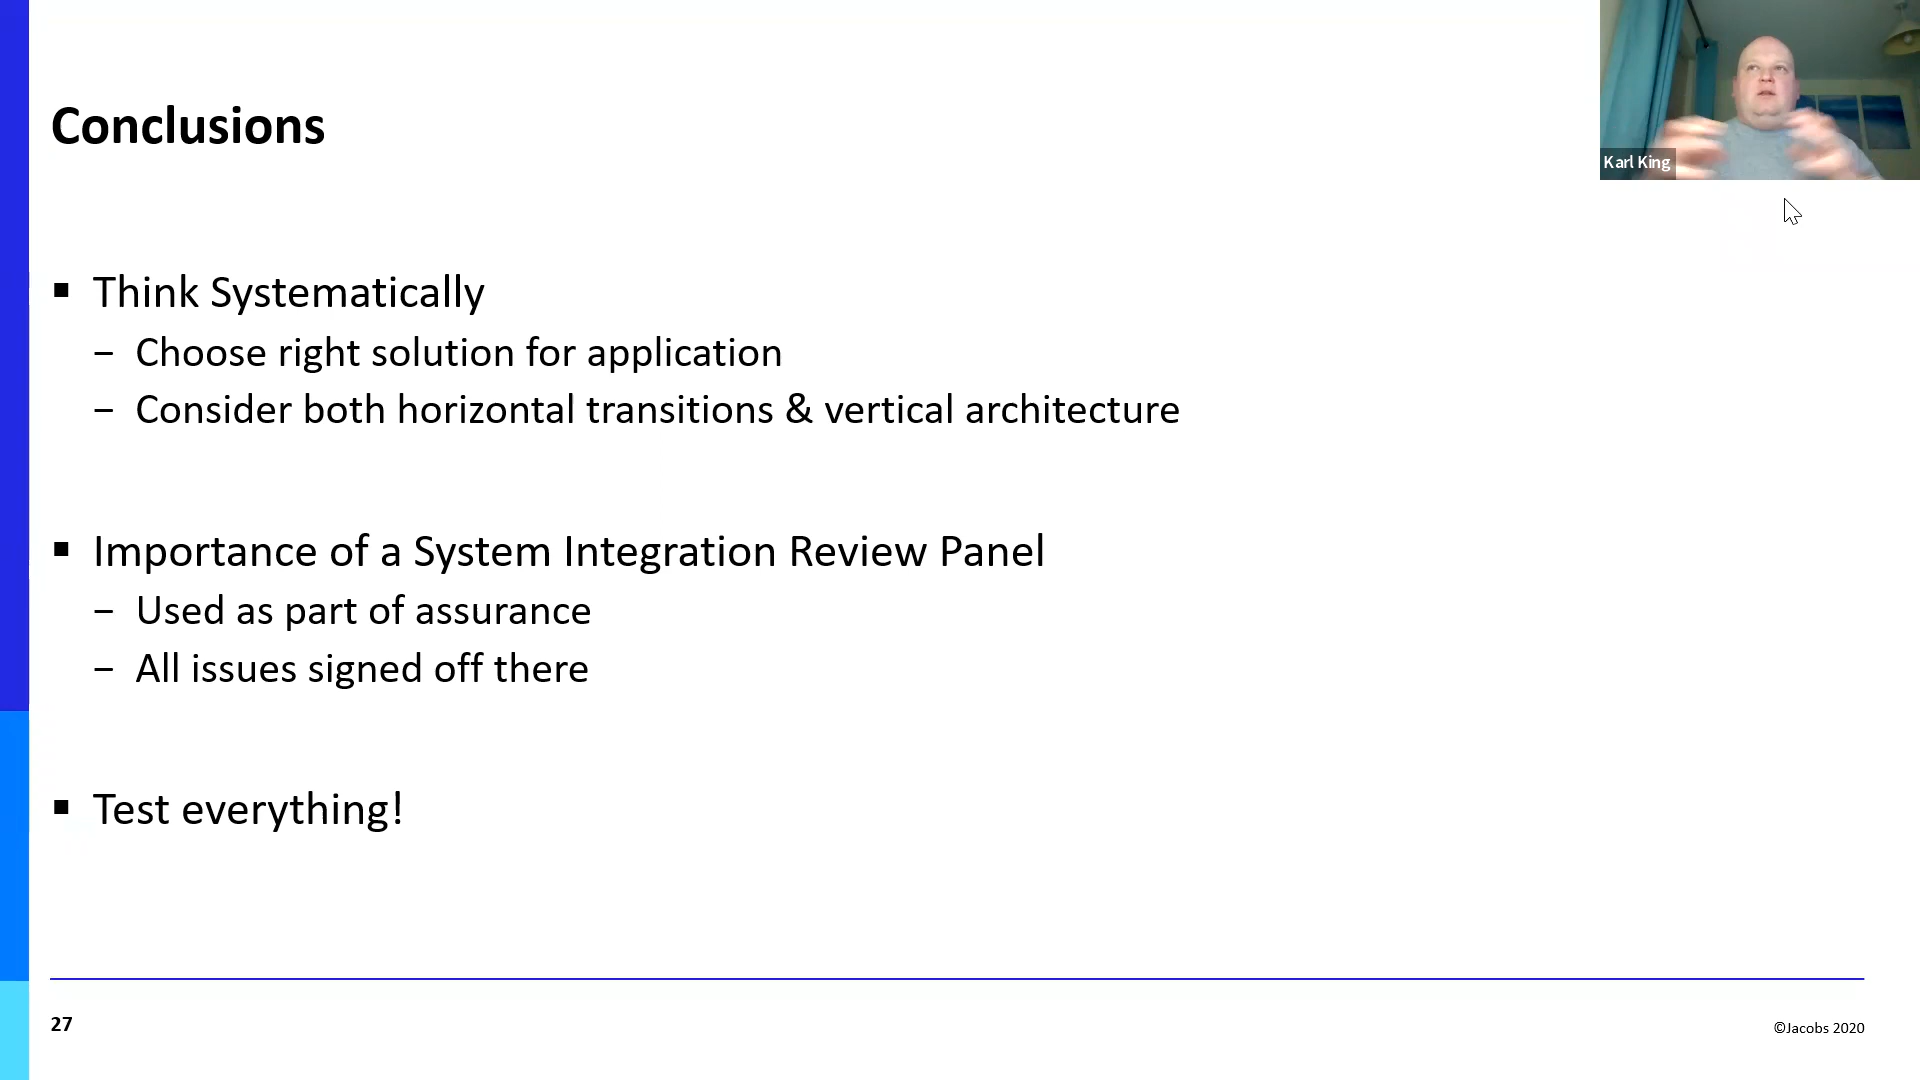 Conclusions
Karl King
▪ Think Systematically
– Choose right solution for application
– Consider both horizontal transitions & vertical architecture
▪ Importance of a System Integration Review Panel
– Used as part of assurance
– All issues signed off there
▪ Test everything!
27
©Jacobs 2020